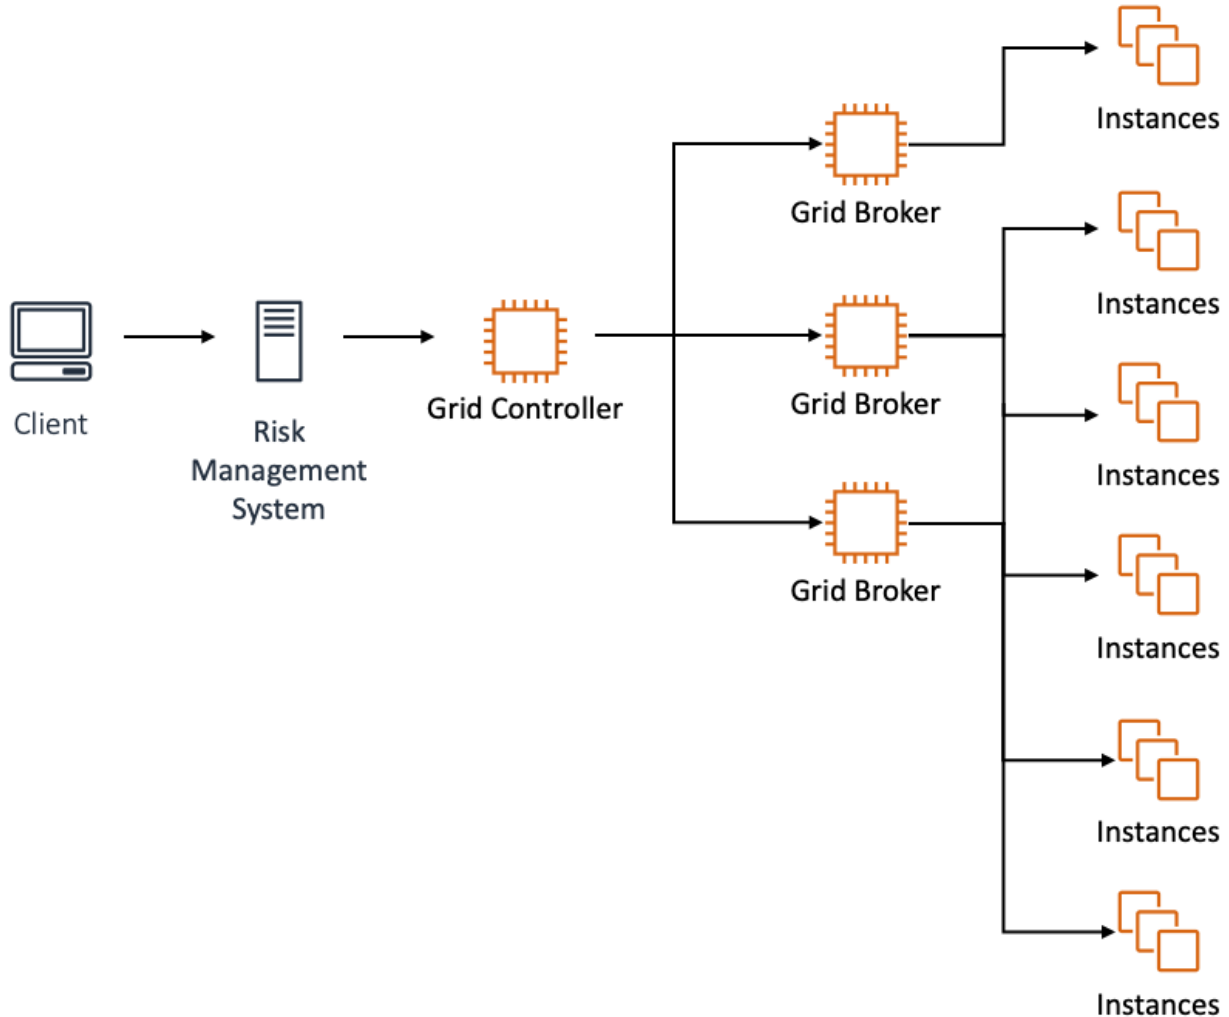 Client
Risk
Management
System
Grid Controller
Grid Broker
Grid Broker
Grid Broker
Instances
Instances
Instances
Instances
Instances
Instances